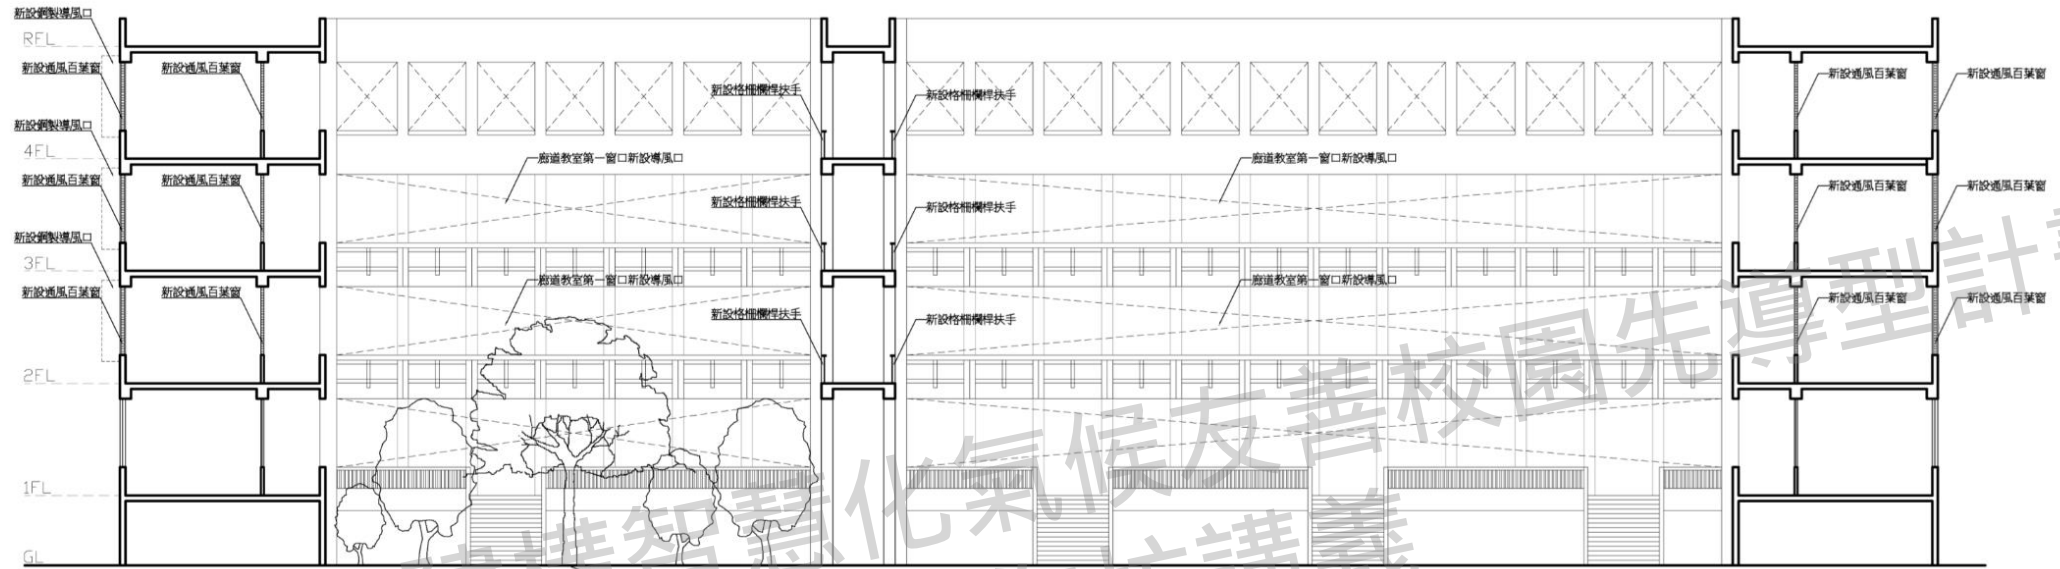 新設鋼製導風口
RFL
新設通風百葉窗
新設通風百葉窗
新設格柵欄桿扶手
新設格柵欄桿扶手
新設通風百葉窗
新設通風百葉窗
新設鋼製導風口
4FL
廊道教室第一窗口新設導風口
廊道教室第一窗口新設導風口
新設通風百葉窗
新設通風百葉窗
新設格柵欄桿扶手
新設格柵欄桿扶手
新設通風百葉窗
新設通風百葉窗
新設鋼製導風口
3FL
廊道教室第一窗口新設導風口
廊道教室第一窗口新設導風口
新設通風百葉窗
新設通風百葉窗
新設格柵欄桿扶手
新設格柵欄桿扶手
新設通風百葉窗
新設通風百葉窗
2FL
1FL
GL
建構智慧化氣候友善校園先導型計
講義